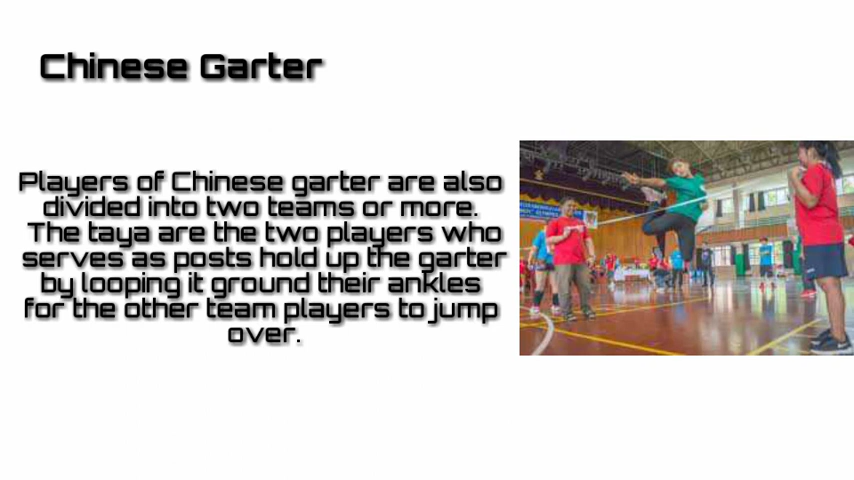 Chinese Garter
Players of Chinese garter are also
divided into two teams or more.
The taya are the two players who
serves as posts hold up the garter
by looping it ground their ankles
for the other team players to jump
over.